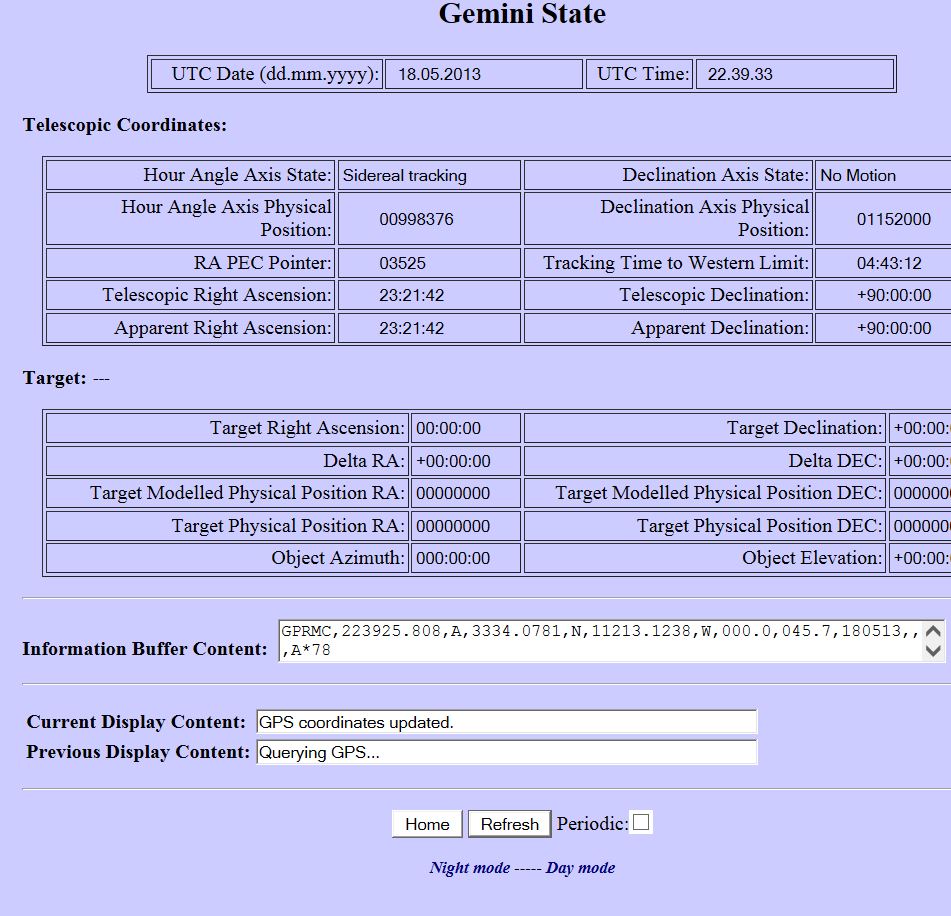 Gemini State
UTC Date (dd.mm.yyyy): 18.05.2013 UTC Time: 22.39.33
Telescopic Coordinates:
Hour Angle Axis State: Sidereal tracking Declination Axis State: No Motion
Hour Angle Axis Physical Position: 00998376 Declination Axis Physical Position: 01152000
RA PEC Pointer: 03525 Tracking Time to Western Limit: 04:43:12
Telescopic Right Ascension: 23:21:42 Telescopic Declination: +90:00:00
Apparent Right Ascension: 23:21:42 Apparent Declination: +90:00:00
Target: ---
Target Right Ascension: 00:00:00 Target Declination: +00:00:
Delta RA: +00:00:00 Delta DEC: +00:00:
Target Modelled Physical Position RA: 00000000 Target Modelled Physical Position DEC: 000000
Target Physical Position RA: 00000000 Target Physical Position DEC: 000000
Object Azimuth: 000:00:00 Object Elevation: +00:00:
Information Buffer Content: GPRMC,223925.808,A,3334.0781,N,11213.1238,W,000.0,045.7,180513,,
,A*78
Current Display Content: GPS coordinates updated.
Previous Display Content: Querying GPS...
Home Refresh Periodic:
Night mode ----- Day mode